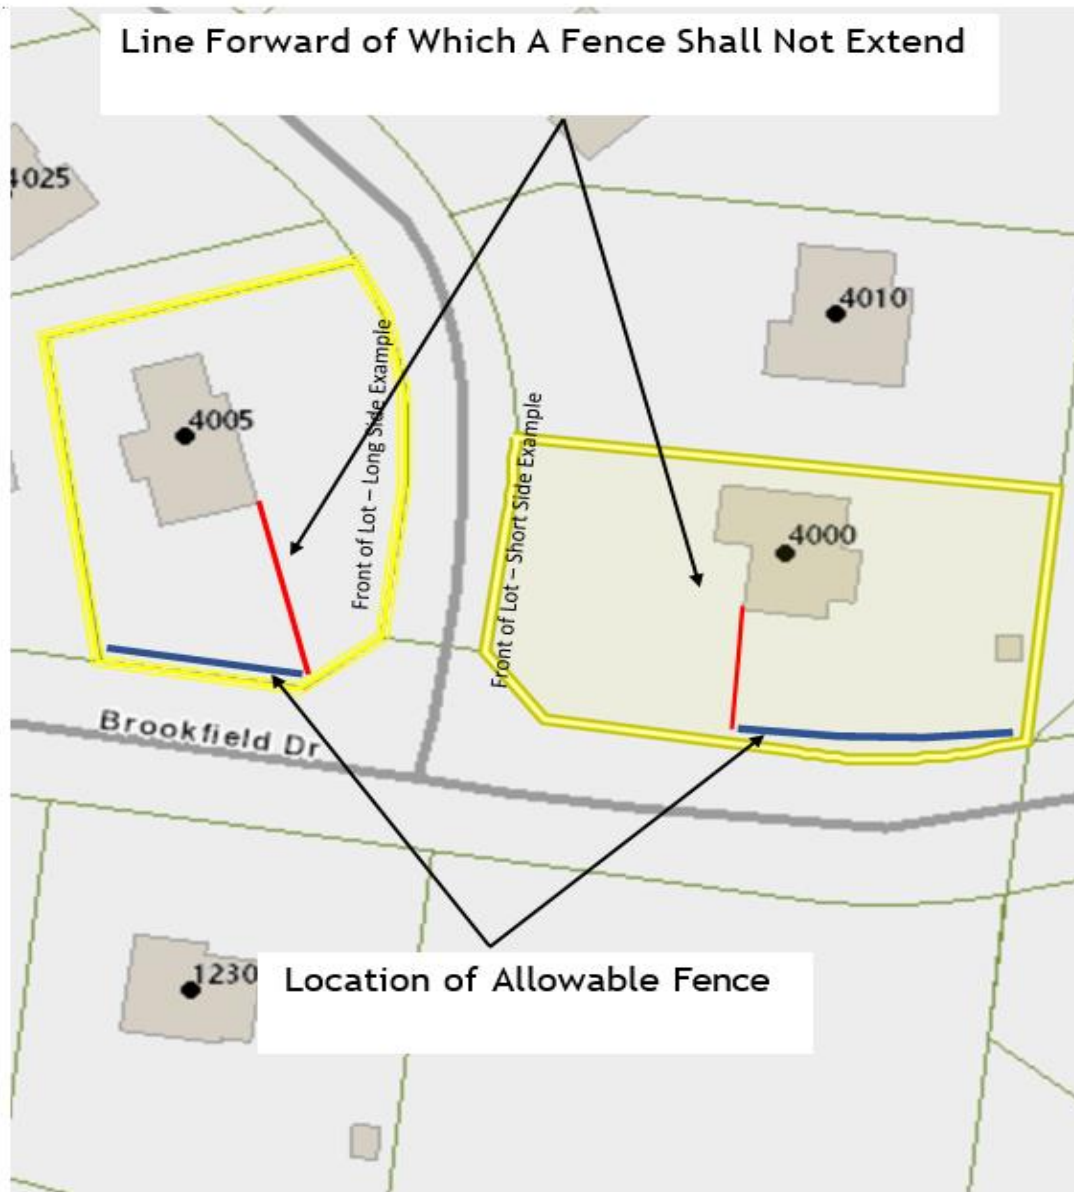 Line Forward of Which A Fence Shall Not Extend
4025
4010
Front of Lot – Long Side Example
Front of Lot – Short Side Example
4005
4000
Brookfield Dr
1230
Location of Allowable Fence